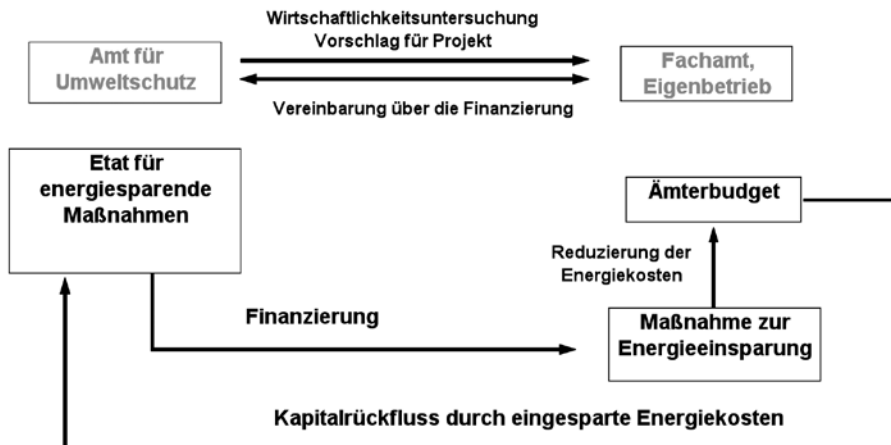 Wirtschaftlichkeitsuntersuchung
Vorschlag für Projekt
Amt für
Umweltschutz
Fachamt,
Eigenbetrieb
Vereinbarung über die Finanzierung
Etat für
energiesparende
Maßnahmen
Ämterbudget
Reduzierung der
Energiekosten
Finanzierung
Maßnahme zur
Energieeinsparung
Kapitalrückfluss durch eingesparte Energiekosten